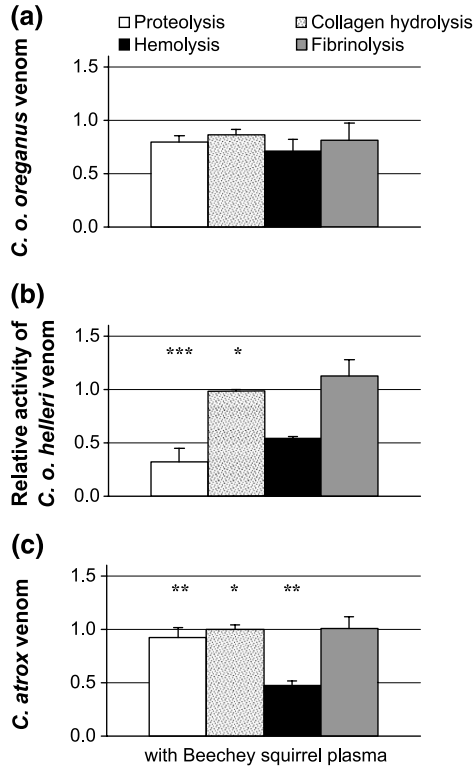 (a)
Proteolysis
Collagen hydrolysis
Hemolysis
Fibrinolysis
C. o. oreganus venom
1.5
1.0
0.5
0.0
(b)
Relative activity of
C. o. helleri venom
1.5
1.0
0.5
0.0
*** *
(c)
C. atrox venom
1.5
1.0
0.5
0.0
** * **
with Beechey squirrel plasma